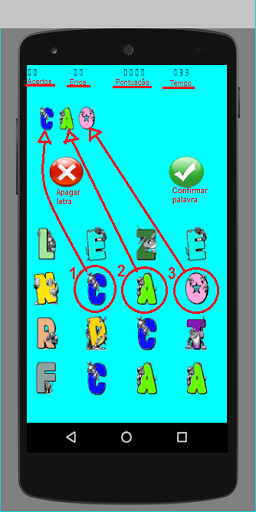 Acertos Erros Pontuação Tempo
C A O
Apagar letra
Confirmar palavra
L E Z E
1 2 3
N C A O
R C
F C A A